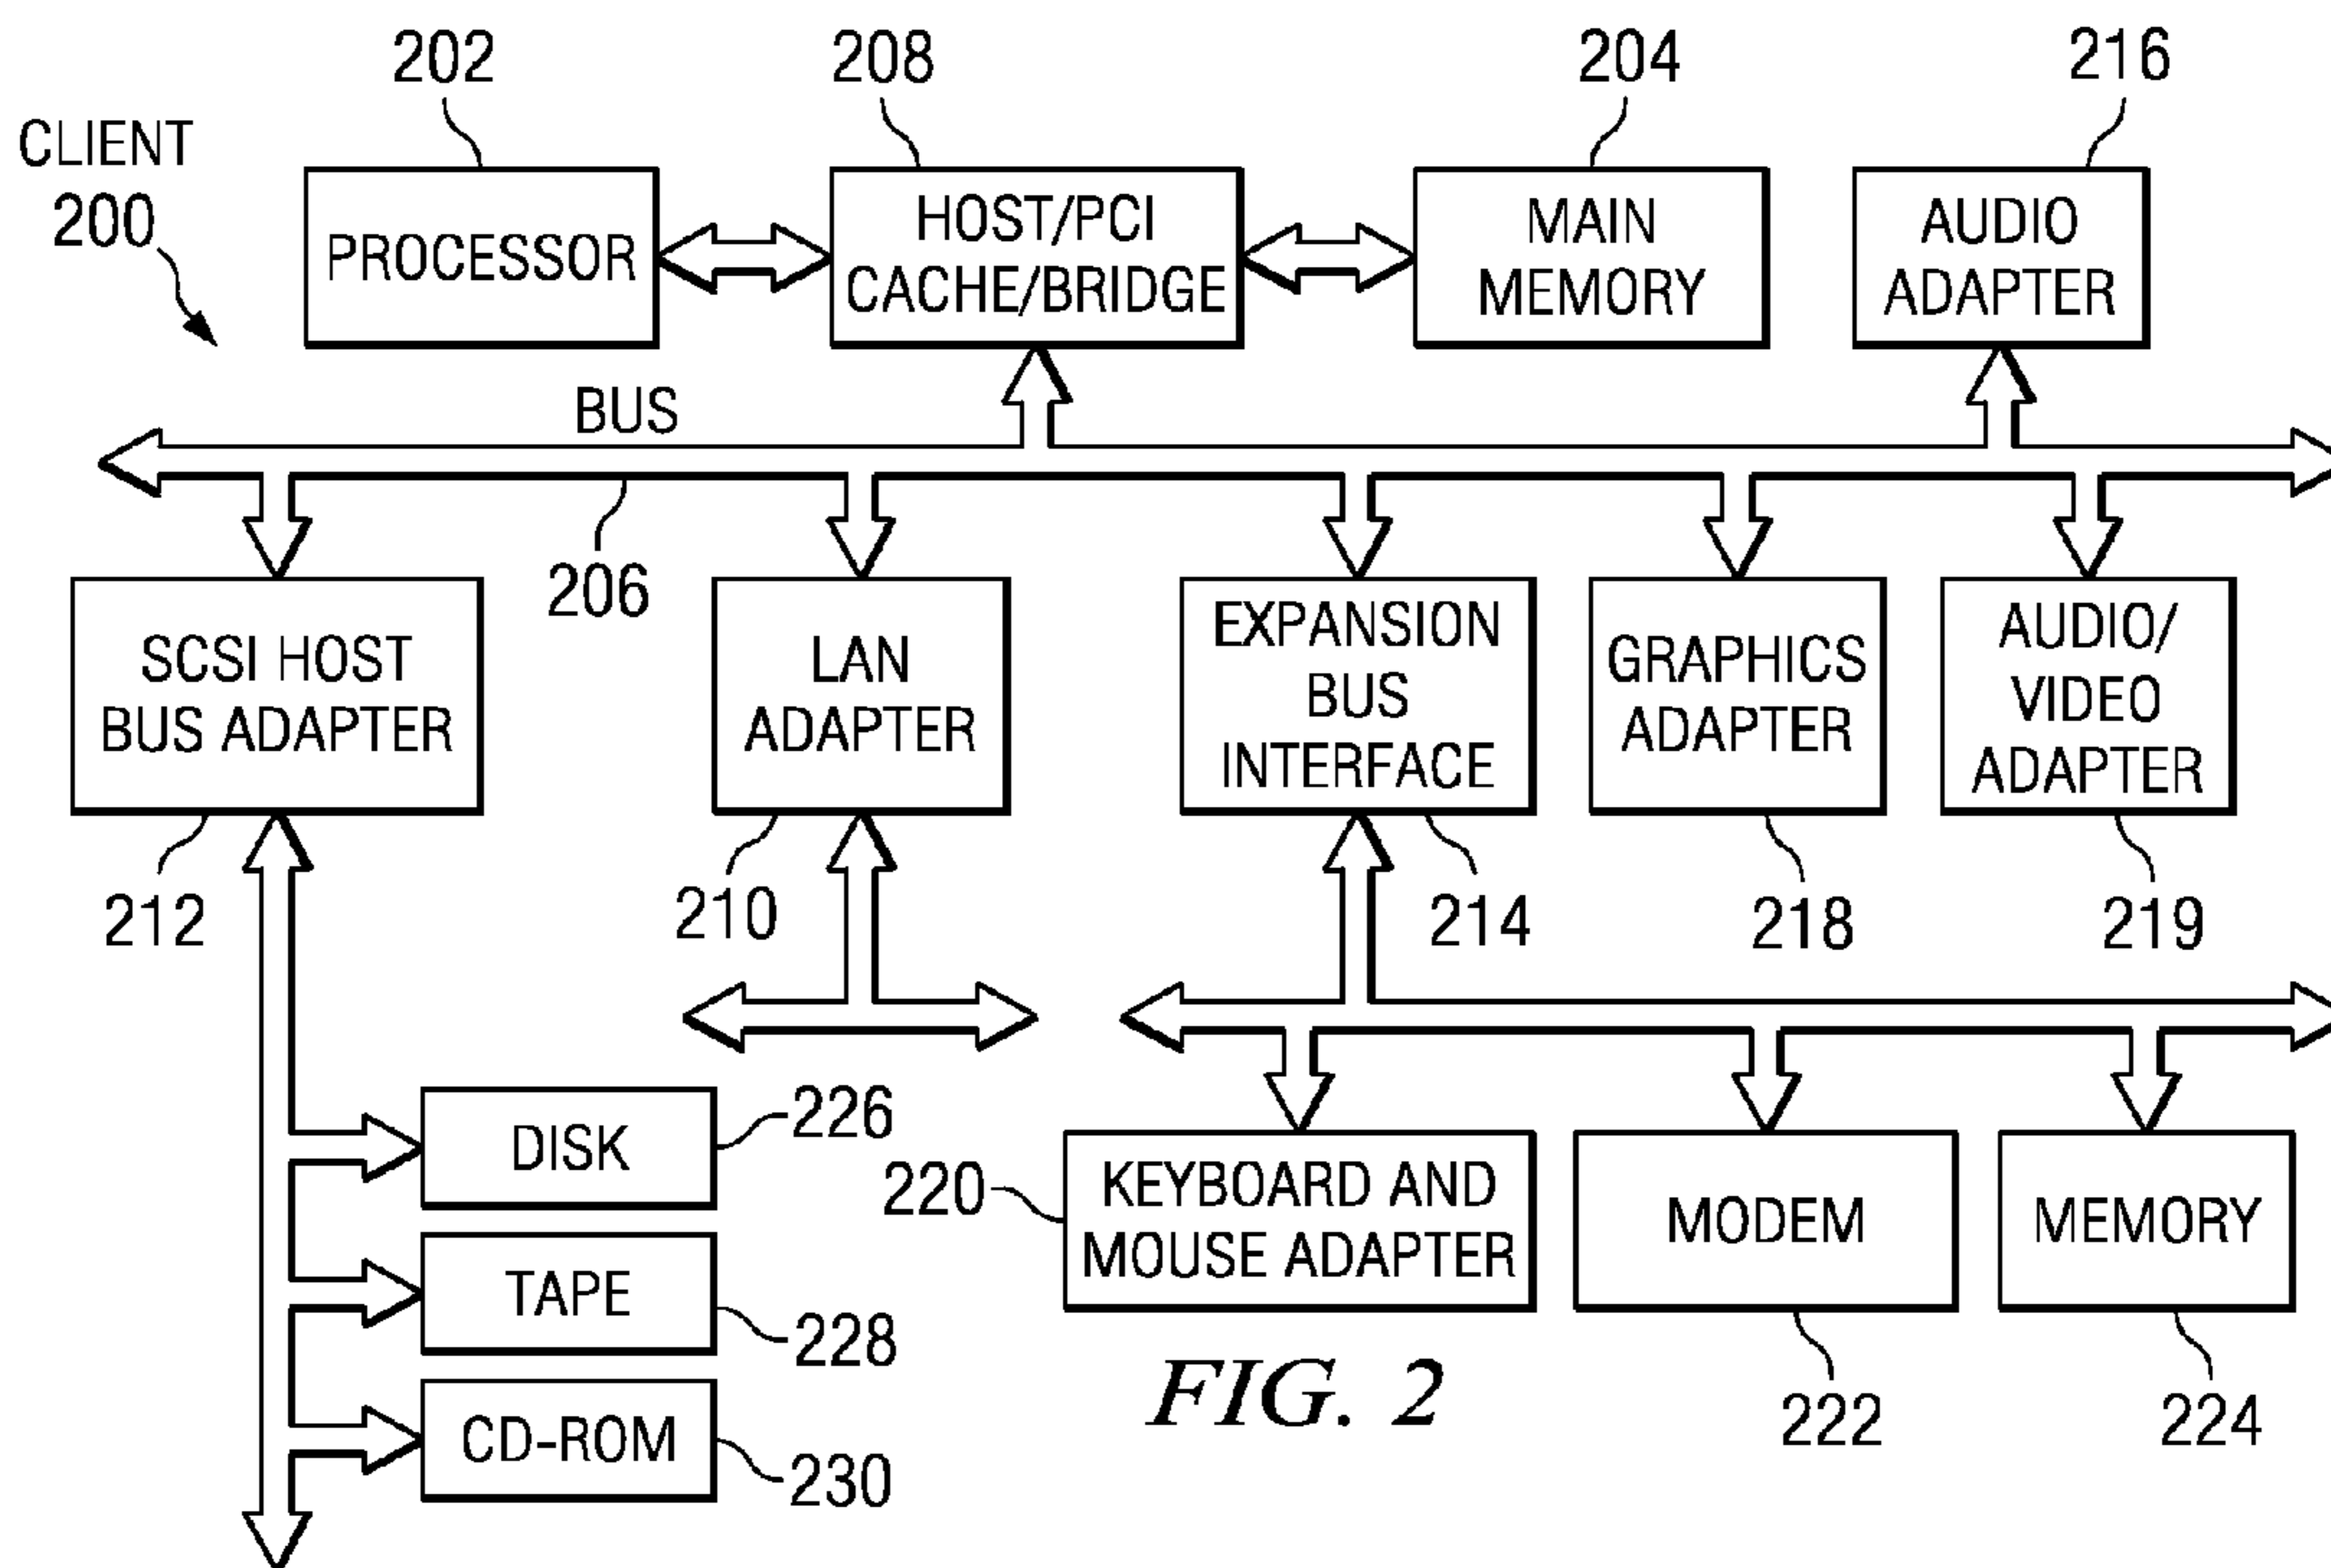 202
208
204
216
CLIENT
200
PROCESSOR
HOST/PCI
CACHE/BRIDGE
MAIN
MEMORY
AUDIO
ADAPTER
BUS
206
SCSI HOST
BUS ADAPTER
LAN
ADAPTER
EXPANSION
BUS
INTERFACE
GRAPHICS
ADAPTER
AUDIO/
VIDEO
ADAPTER
212
210
214
218
219
DISK
226
TAPE
228
CD-ROM
230
220
KEYBOARD AND
MOUSE ADAPTER
MODEM
MEMORY
222
224
FIG. 2